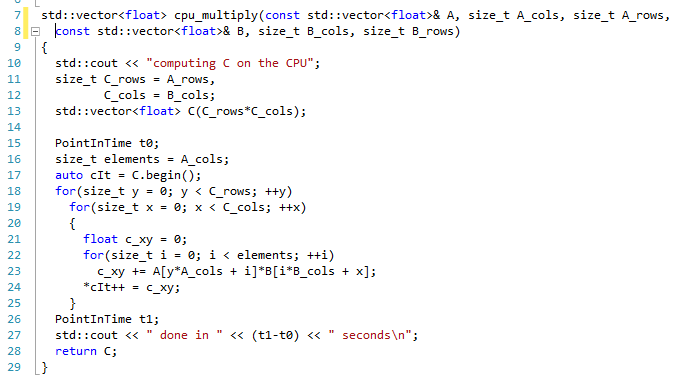 7 std::vector<float> cpu_multiply(const std::vector<float>& A, size_t A_cols, size_t A_rows,
8 const std::vector<float>& B, size_t B_cols, size_t B_rows)
9 {
10 std::cout << "computing C on the CPU";
11 size_t C_rows = A_rows,
12 C_cols = B_cols;
13 std::vector<float> C(C_rows*C_cols);
14
15 PointInTime t0;
16 size_t elements = A_cols;
17 auto cIt = C.begin();
18 for(size_t y = 0; y < C_rows; ++y)
19 for(size_t x = 0; x < C_cols; ++x)
20 {
21 float c_xy = 0;
22 for(size_t i = 0; i < elements; ++i)
23 c_xy += A[y*A_cols + i]*B[i*B_cols + x];
24 *cIt++ = c_xy;
25 }
26 PointInTime t1;
27 std::cout << " done in " << (t1-t0) << " seconds\n";
28 return C;
29 }